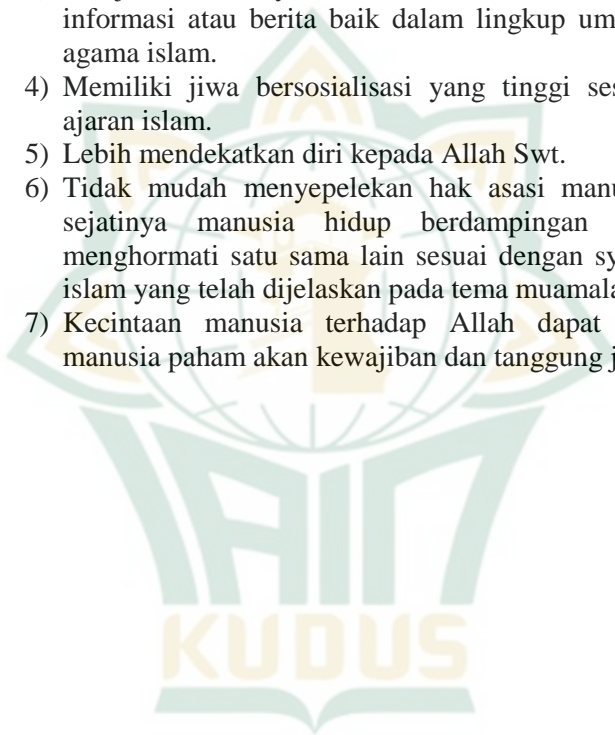 informasi atau berita baik dalam lingkup um
agama islam.
4) Memiliki jiwa bersosialisasi yang tinggi ses
ajaran islam.
5) Lebih mendekatkan diri kepada Allah Swt.
6) Tidak mudah menyepelekan hak asasi manu
sejatinya manusia hidup berdampingan
menghormati satu sama lain sesuai dengan sy
islam yang telah dijelaskan pada tema muamala
7) Kecintaan manusia terhadap Allah dapat
manusia paham akan kewajiban dan tanggung j
IAIN
KUDUS